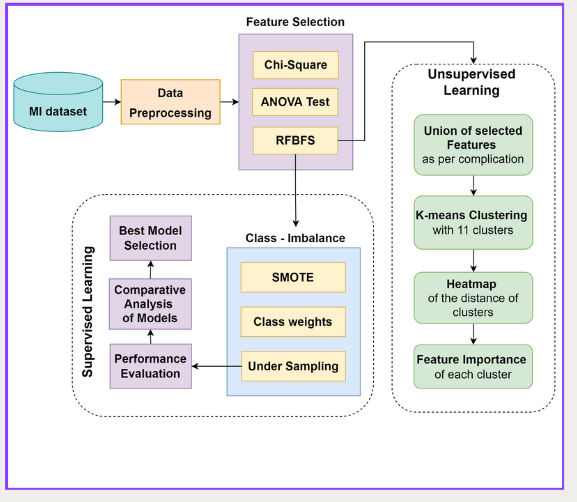 Feature Selection
MI dataset
Data
Preprocessing
Chi-Square
ANOVA Test
RFBFS
Unsupervised
Learning
Union of selected
Features
as per complication
K-means Clustering
with 11 clusters
Heatmap
of the distance of
clusters
Feature Importance
of each cluster
Supervised Learning
Class - Imbalance
SMOTE
Class weights
Under Sampling
Performance
Evaluation
Comparative
Analysis
of Models
Best Model
Selection